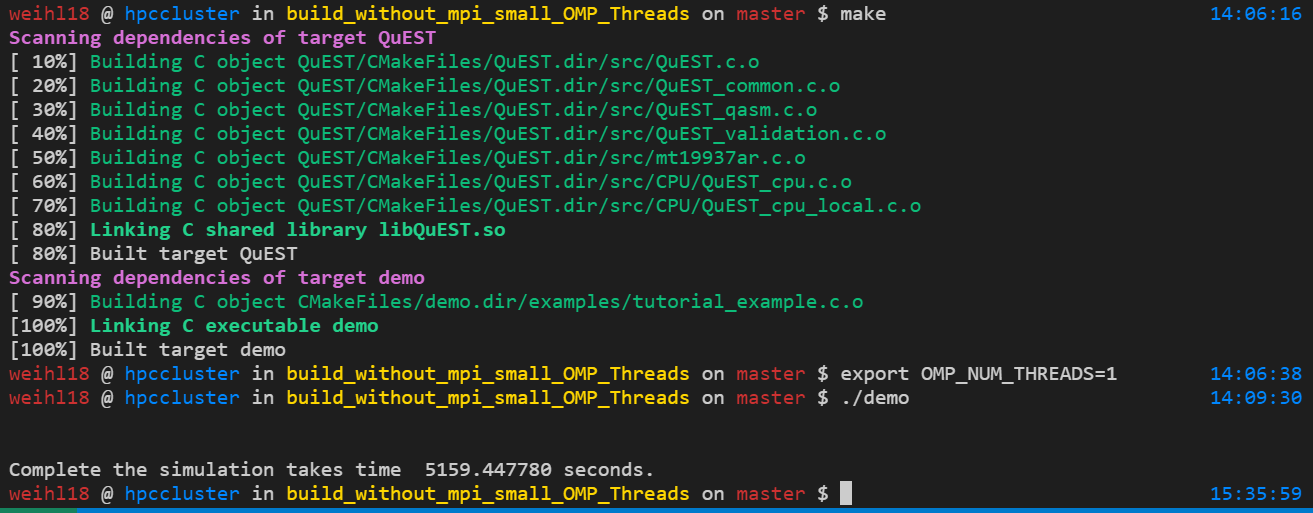 weihl18 @ hpccluster in build_without_mpi_small_OMP_Threads on master $ make 14:06:16
Scanning dependencies of target QuEST
[ 10%] Building C object QuEST/CMakeFiles/QuEST.dir/src/QuEST.c.o
[ 20%] Building C object QuEST/CMakeFiles/QuEST.dir/src/QuEST_common.c.o
[ 30%] Building C object QuEST/CMakeFiles/QuEST.dir/src/QuEST_qasm.c.o
[ 40%] Building C object QuEST/CMakeFiles/QuEST.dir/src/QuEST_validation.c.o
[ 50%] Building C object QuEST/CMakeFiles/QuEST.dir/src/mt19937ar.c.o
[ 60%] Building C object QuEST/CMakeFiles/QuEST.dir/src/CPU/QuEST_cpu.c.o
[ 70%] Building C object QuEST/CMakeFiles/QuEST.dir/src/CPU/QuEST_cpu_local.c.o
[ 80%] Linking C shared library libQuEST.so
[ 80%] Built target QuEST
Scanning dependencies of target demo
[ 90%] Building C object CMakeFiles/demo.dir/examples/tutorial_example.c.o
[100%] Linking C executable demo
[100%] Built target demo
weihl18 @ hpccluster in build_without_mpi_small_OMP_Threads on master $ export OMP_NUM_THREADS=1 14:06:38
weihl18 @ hpccluster in build_without_mpi_small_OMP_Threads on master $ ./demo 14:09:30
Complete the simulation takes time  5159.447780 seconds.
weihl18 @ hpccluster in build_without_mpi_small_OMP_Threads on master $ 15:35:59